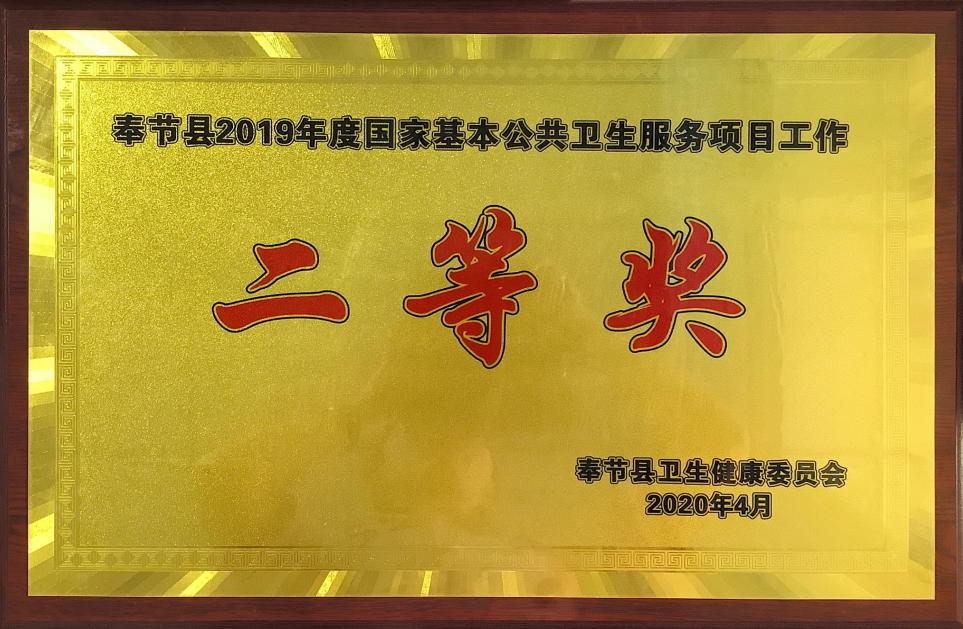 奉节县2019年度国家基本公共卫生服务项目工作
二等奖
奉节县卫生健康委员会
2020年4月